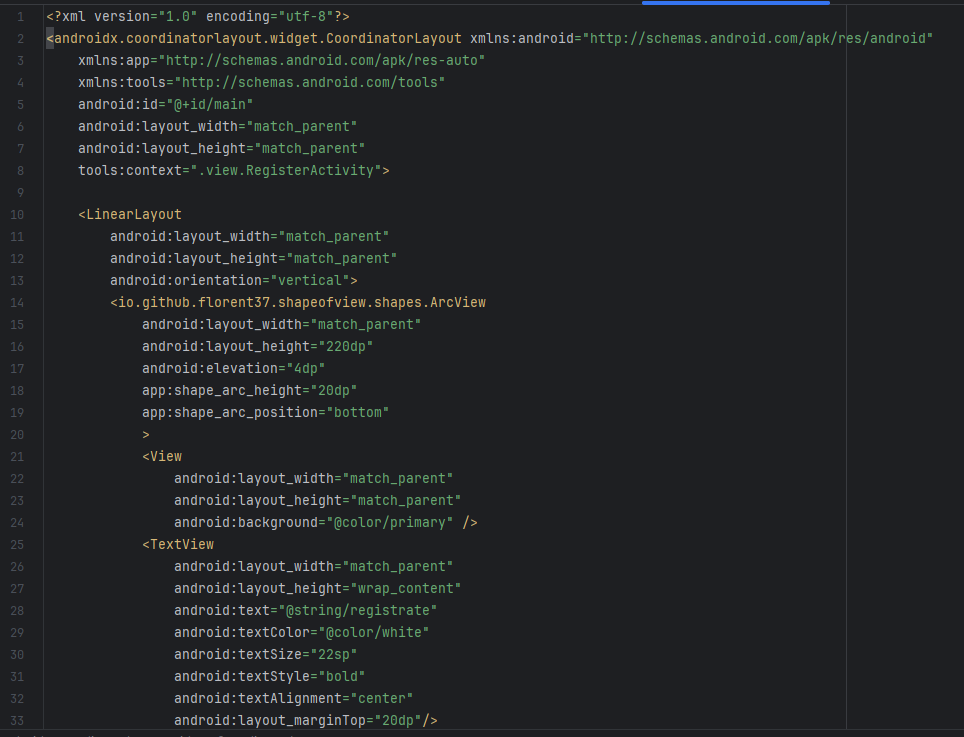 1 <?xml version="1.0" encoding="utf-8"?>
2 <androidx.coordinatorlayout.widget.CoordinatorLayout xmlns:android="http://schemas.android.com/apk/res/android"
3     xmlns:app="http://schemas.android.com/apk/res-auto"
4     xmlns:tools="http://schemas.android.com/tools"
5     android:id="@+id/main"
6     android:layout_width="match_parent"
7     android:layout_height="match_parent"
8     tools:context=".view.RegisterActivity">
9
10     <LinearLayout
11         android:layout_width="match_parent"
12         android:layout_height="match_parent"
13         android:orientation="vertical">
14         <io.github.florent37.shapeofview.shapes.ArcView
15             android:layout_width="match_parent"
16             android:layout_height="220dp"
17             android:elevation="4dp"
18             app:shape_arc_height="20dp"
19             app:shape_arc_position="bottom"
20             >
21             <View
22                 android:layout_width="match_parent"
23                 android:layout_height="match_parent"
24                 android:background="@color/primary" />
25             <TextView
26                 android:layout_width="match_parent"
27                 android:layout_height="wrap_content"
28                 android:text="@string/registrate"
29                 android:textColor="@color/white"
30                 android:textSize="22sp"
31                 android:textStyle="bold"
32                 android:textAlignment="center"
33                 android:layout_marginTop="20dp"/>